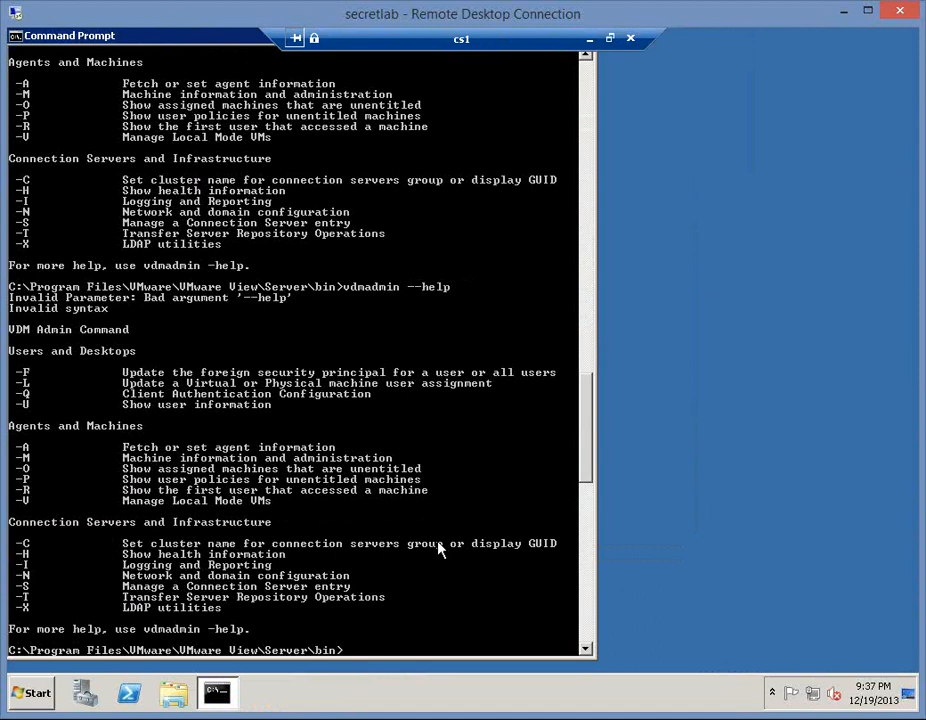 secretlab - Remote Desktop Connection
Command Prompt
cs1
Agents and Machines
-A Fetch or set agent information
-M Machine information and administration
-O Show assigned machines that are unentitled
-P Show user policies for unentitled machines
-R Show the first user that accessed a machine
-V Manage Local Mode VMs
Connection Servers and Infrastructure
-C Set cluster name for connection servers group or display GUID
-H Show health information
-I Logging and Reporting
-N Network and domain configuration
-S Manage a Connection Server entry
-T Transfer Server Repository Operations
-X LDAP utilities
For more help, use vdmadmin -help.
C:\Program Files\VMware\VMware View\Server\bin>vdmadmin --help
Invalid Parameter: Bad argument '--help'
Invalid syntax
VDM Admin Command
Users and Desktops
-F Update the foreign security principal for a user or all users
-L Update a Virtual or Physical machine user assignment
-Q Client Authentication Configuration
-U Show user information
Agents and Machines
-A Fetch or set agent information
-M Machine information and administration
-O Show assigned machines that are unentitled
-P Show user policies for unentitled machines
-R Show the first user that accessed a machine
-V Manage Local Mode VMs
Connection Servers and Infrastructure
-C Set cluster name for connection servers group or display GUID
-H Show health information
-I Logging and Reporting
-N Network and domain configuration
-S Manage a Connection Server entry
-T Transfer Server Repository Operations
-X LDAP utilities
For more help, use vdmadmin -help.
C:\Program Files\VMware\VMware View\Server\bin>
Start
9:37 PM
12/19/2013